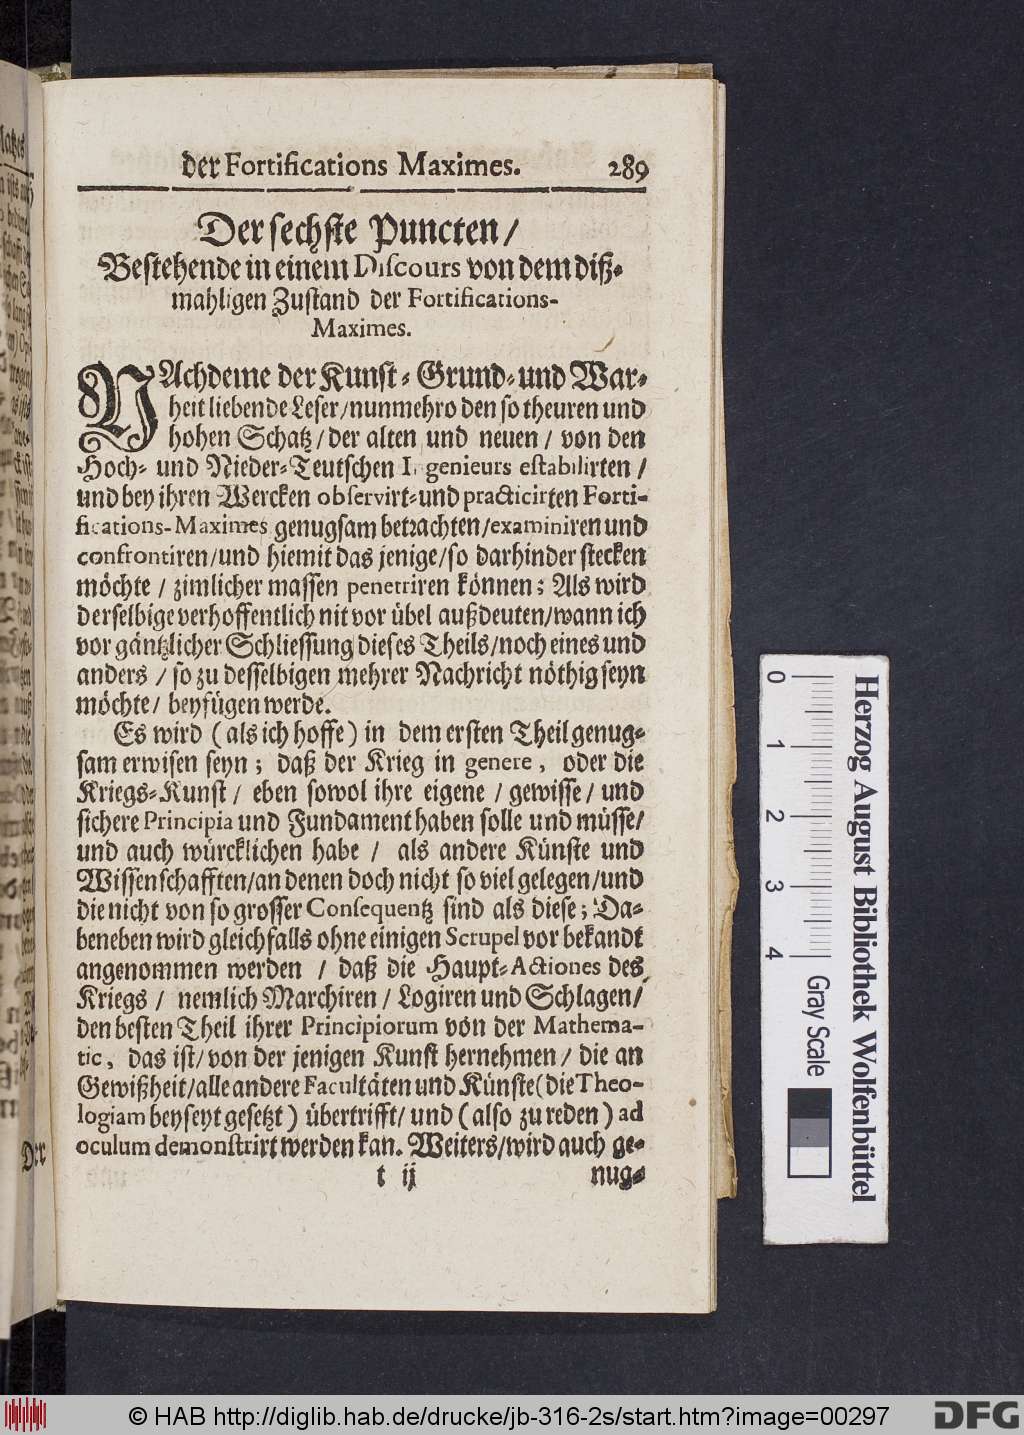 der Fortifications Maximes. 289
Der sechste Puncten /
Bestehende in einem Discours von dem diß-
mahligen Zustand der Fortifications-
Maximes.
NAchdeme der Kunst- Grund- und War-
heit liebende Leser / nunmehro den so theuren und
hohen Schatz / der alten und neuen / von den
Hoch- und Nieder-Teutschen Ingenieurs estabilirten /
und bey ihren Wercken observirt- und practicirten Forti-
fications-Maximes genugsam betrachten / examiniren und
confrontiren / und hiemit das jenige / so darhinder stecken
möchte / zimlicher massen penetriren können; Als wird
derselbige verhoffentlich nit vor übel außdeuten / wann ich
vor gäntzlicher Schliessung dieses Theils / noch eines und
anders / so zu desselbigen mehrer Nachricht nöthig seyn
möchte / beyfügen werde.
Es wird (als ich hoffe) in dem ersten Theil genug-
sam erwisen seyn; daß der Krieg in genere, oder die
Kriegs-Kunst / eben sowol ihre eigene / gewisse / und
sichere Principia und Fundament haben solle und müsse /
und auch würcklichen habe / als andere Künste und
Wissenschafften / an denen doch nicht so viel gelegen / und
die nicht von so grosser Consequentz sind als diese; Da-
beneben wird gleichfalls ohne einigen Scrupel vor bekandt
angenommen werden / daß die Haupt-Actiones des
Kriegs / nemlich Marchiren / Logiren und Schlagen /
den besten Theil ihrer Principiorum von der Mathema-
tic, das ist / von der jenigen Kunst hernehmen / die an
Gewißheit / alle andere Facultäten und Künste (die Theo-
logiam beyseyt gesetzt) übertrifft / und (also zu reden) ad
oculum demonstrirt werden kan. Weiters / wird auch ge-
t ij nug-
Der
0 1 2 3 4
Gray Scale
Herzog August Bibliothek Wolfenbüttel
© HAB http://diglib.hab.de/drucke/jb-316-2s/start.htm?image=00297
DFG